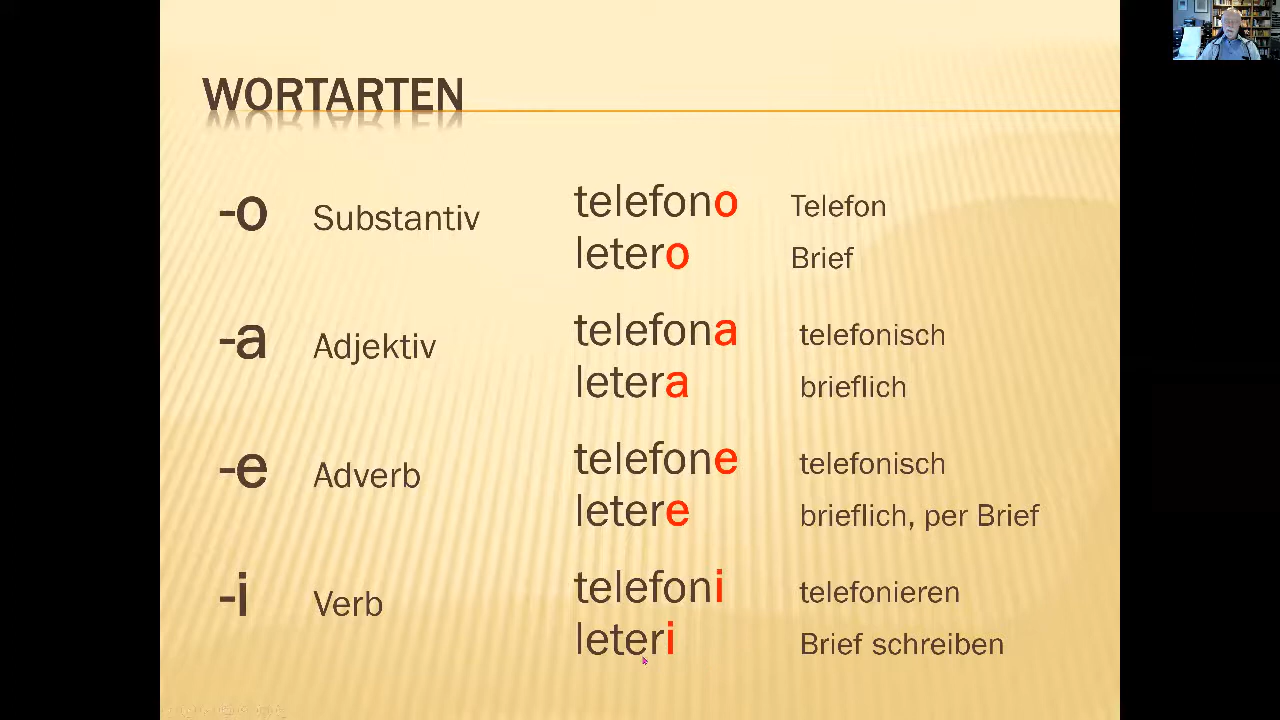 WORTARTEN
-o Substantiv telefono Telefon
letero Brief
-a Adjektiv telefona telefonisch
letera brieflich
-e Adverb telefone telefonisch
letere brieflich, per Brief
-i Verb telefoni telefonieren
leteri Brief schreiben